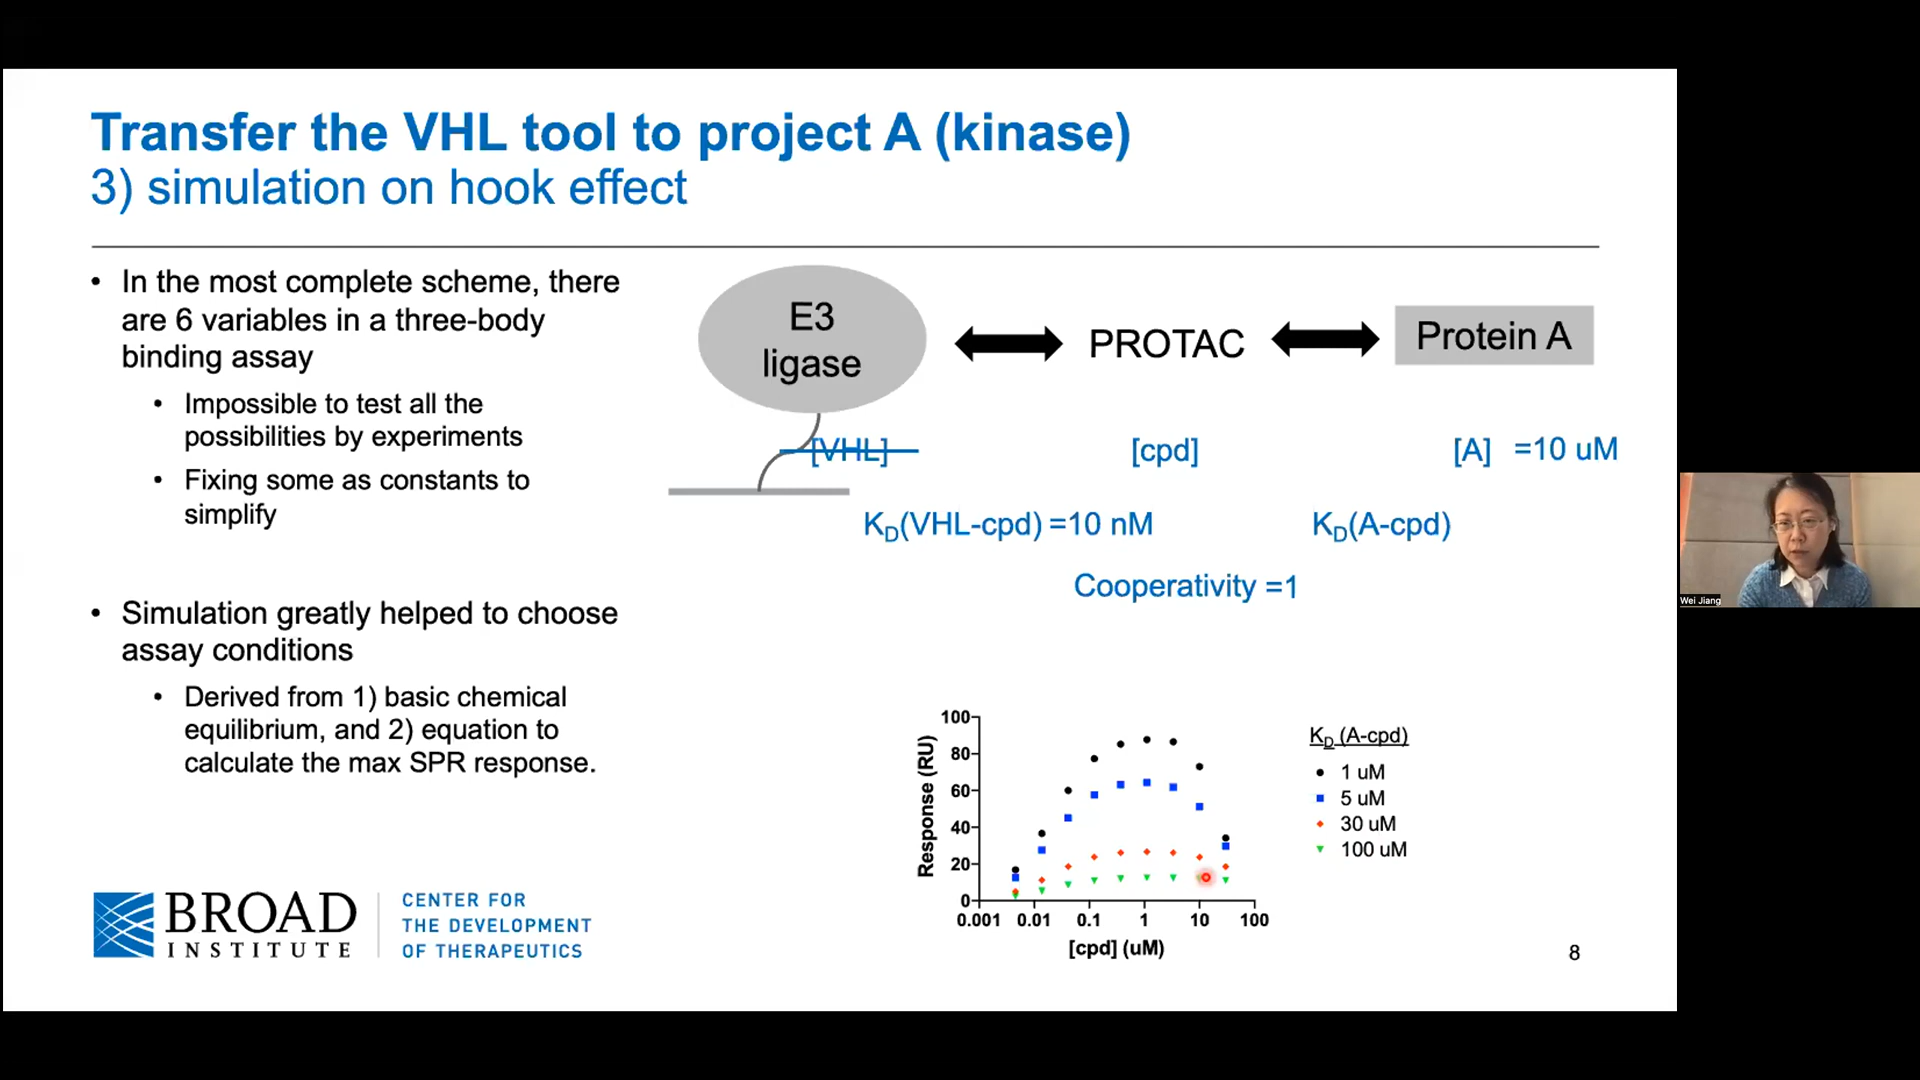 Transfer the VHL tool to project A (kinase)
3) simulation on hook effect
• In the most complete scheme, there
are 6 variables in a three-body
binding assay
• Impossible to test all the
possibilities by experiments
• Fixing some as constants to
simplify
• Simulation greatly helped to choose
assay conditions
• Derived from 1) basic chemical
equilibrium, and 2) equation to
calculate the max SPR response.
E3
ligase
PROTAC
Protein A
[VHL]
[cpd]
[A] =10 uM
KD(VHL-cpd) =10 nM
KD(A-cpd)
Cooperativity =1
Response (RU)
100
80
60
40
20
0
0.001 0.01 0.1 1 10 100
[cpd] (uM)
KD (A-cpd)
1 uM
5 uM
30 uM
100 uM
BROAD
INSTITUTE
CENTER FOR
THE DEVELOPMENT
OF THERAPEUTICS
8
Wei Jiang